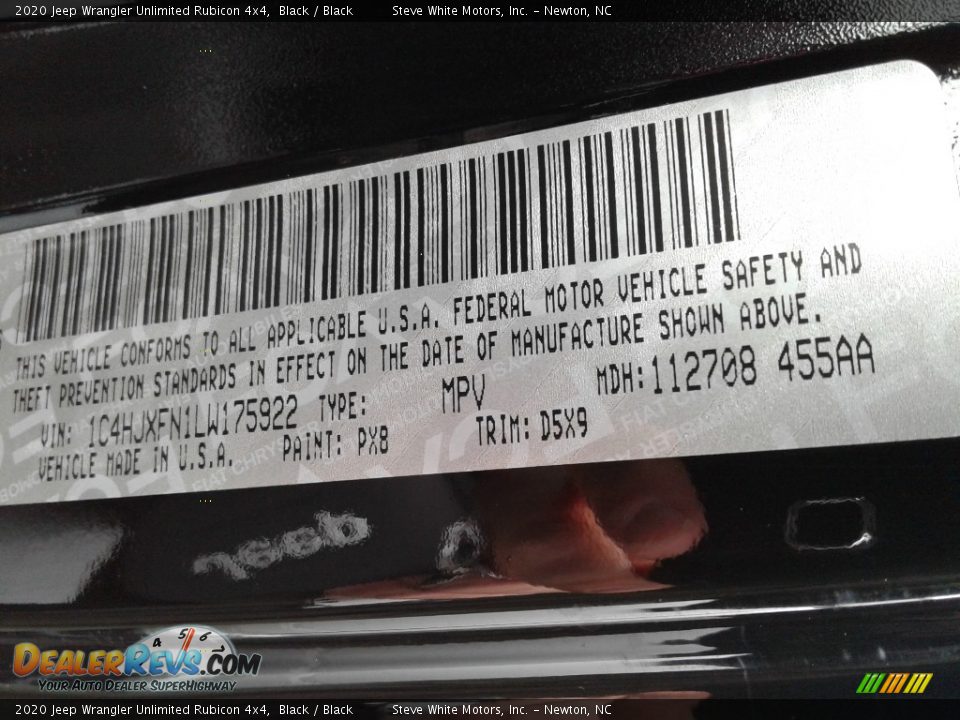 2020 Jeep Wrangler Unlimited Rubicon 4x4, Black / Black Steve White Motors, Inc. – Newton, NC
THIS VEHICLE CONFORMS TO ALL APPLICABLE U.S.A. FEDERAL MOTOR VEHICLE SAFETY AND
THEFT PREVENTION STANDARDS IN EFFECT ON THE DATE OF MANUFACTURE SHOWN ABOVE.
VIN: 1C4HJXFN1LW175922 TYPE: MPV MDH: 112708 455AA
VEHICLE MADE IN U.S.A. PAINT: PX8 TRIM: D5X9
4 5 6
DEALERREVS.COM
YOUR AUTO DEALER SUPERHIGHWAY
2020 Jeep Wrangler Unlimited Rubicon 4x4, Black / Black Steve White Motors, Inc. – Newton, NC